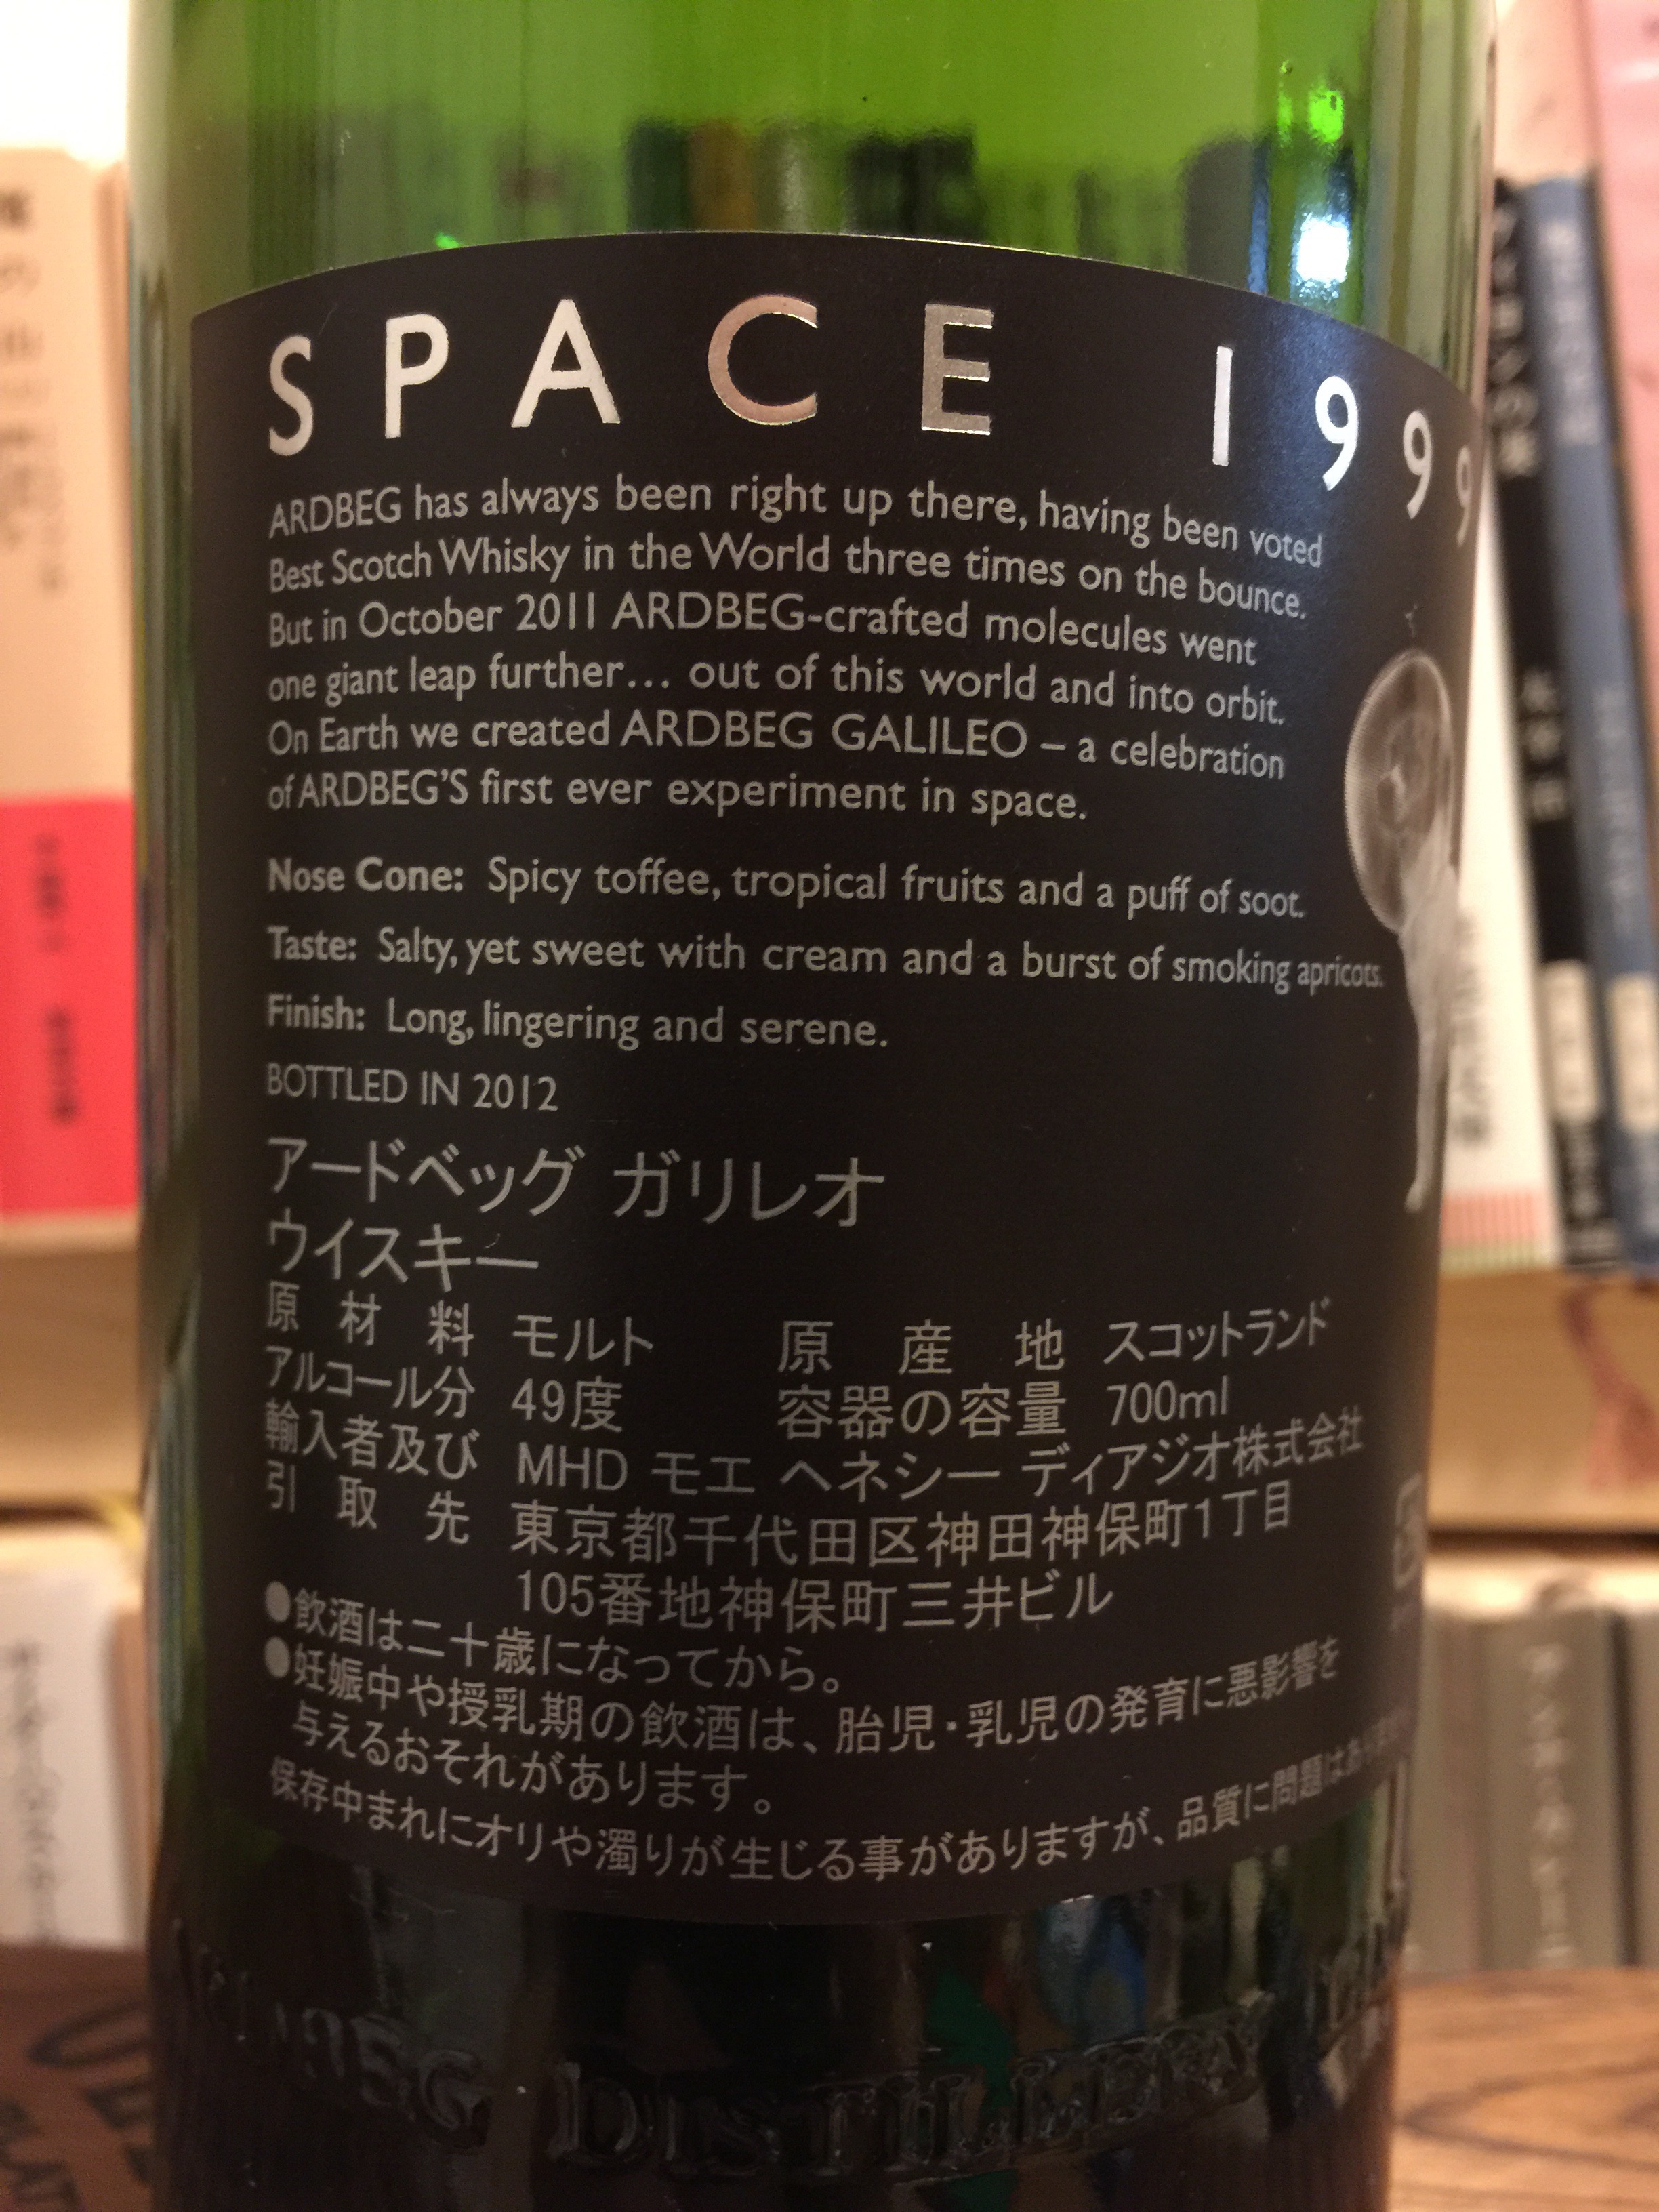 SPACE 1999
ARDBEG has always been right up there, having been voted
Best Scotch Whisky in the World three times on the bounce.
But in October 2011 ARDBEG-crafted molecules went
one giant leap further... out of this world and into orbit.
On Earth we created ARDBEG GALILEO – a celebration
of ARDBEG'S first ever experiment in space.
Nose Cone: Spicy toffee, tropical fruits and a puff of soot.
Taste: Salty, yet sweet with cream and a burst of smoking apricots.
Finish: Long, lingering and serene.
BOTTLED IN 2012
アードベッグ ガリレオ
ウイスキー
原材料 モルト 原産地 スコットランド
アルコール分 49度 容器の容量 700ml
輸入者及び MHD モエ ヘネシー ディアジオ株式会社
引取先 東京都千代田区神田神保町1丁目
105番地神保町三井ビル
●飲酒は二十歳になってから。
●妊娠中や授乳期の飲酒は、胎児・乳児の発育に悪影響を
与えるおそれがあります。
保存中まれにオリや濁りが生じる事がありますが、品質に問題は
ARDBEG DISTILLERY